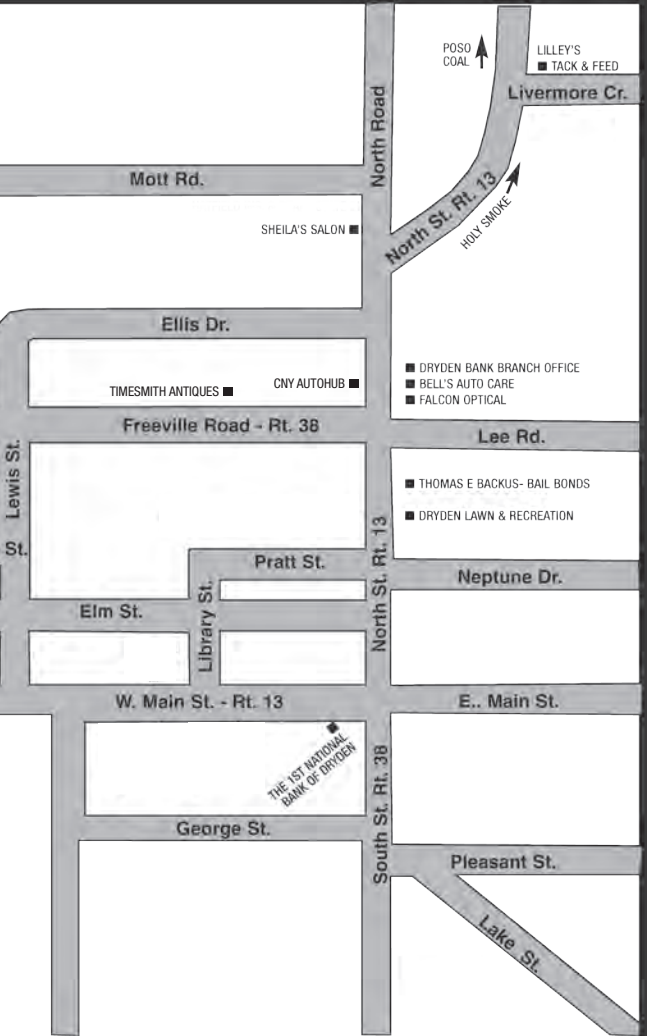 POSO
COAL
LILLEY'S
TACK & FEED
Livermore Cr.
North Road
Mott Rd.
North St. Rt. 13
HOLY SMOKE
SHEILA'S SALON
Ellis Dr.
DRYDEN BANK BRANCH OFFICE
CNY AUTOHUB
BELL'S AUTO CARE
TIMESMITH ANTIQUES
FALCON OPTICAL
Freeville Road - Rt. 38
Lee Rd.
Lewis St.
THOMAS E BACKUS- BAIL BONDS
DRYDEN LAWN & RECREATION
St.
North St. Rt. 13
Pratt St.
Neptune Dr.
Elm St.
Library St.
W. Main St. - Rt. 13
E.. Main St.
THE 1ST NATIONAL
BANK OF DRYDEN
South St. Rt. 38
George St.
Pleasant St.
Lake St.